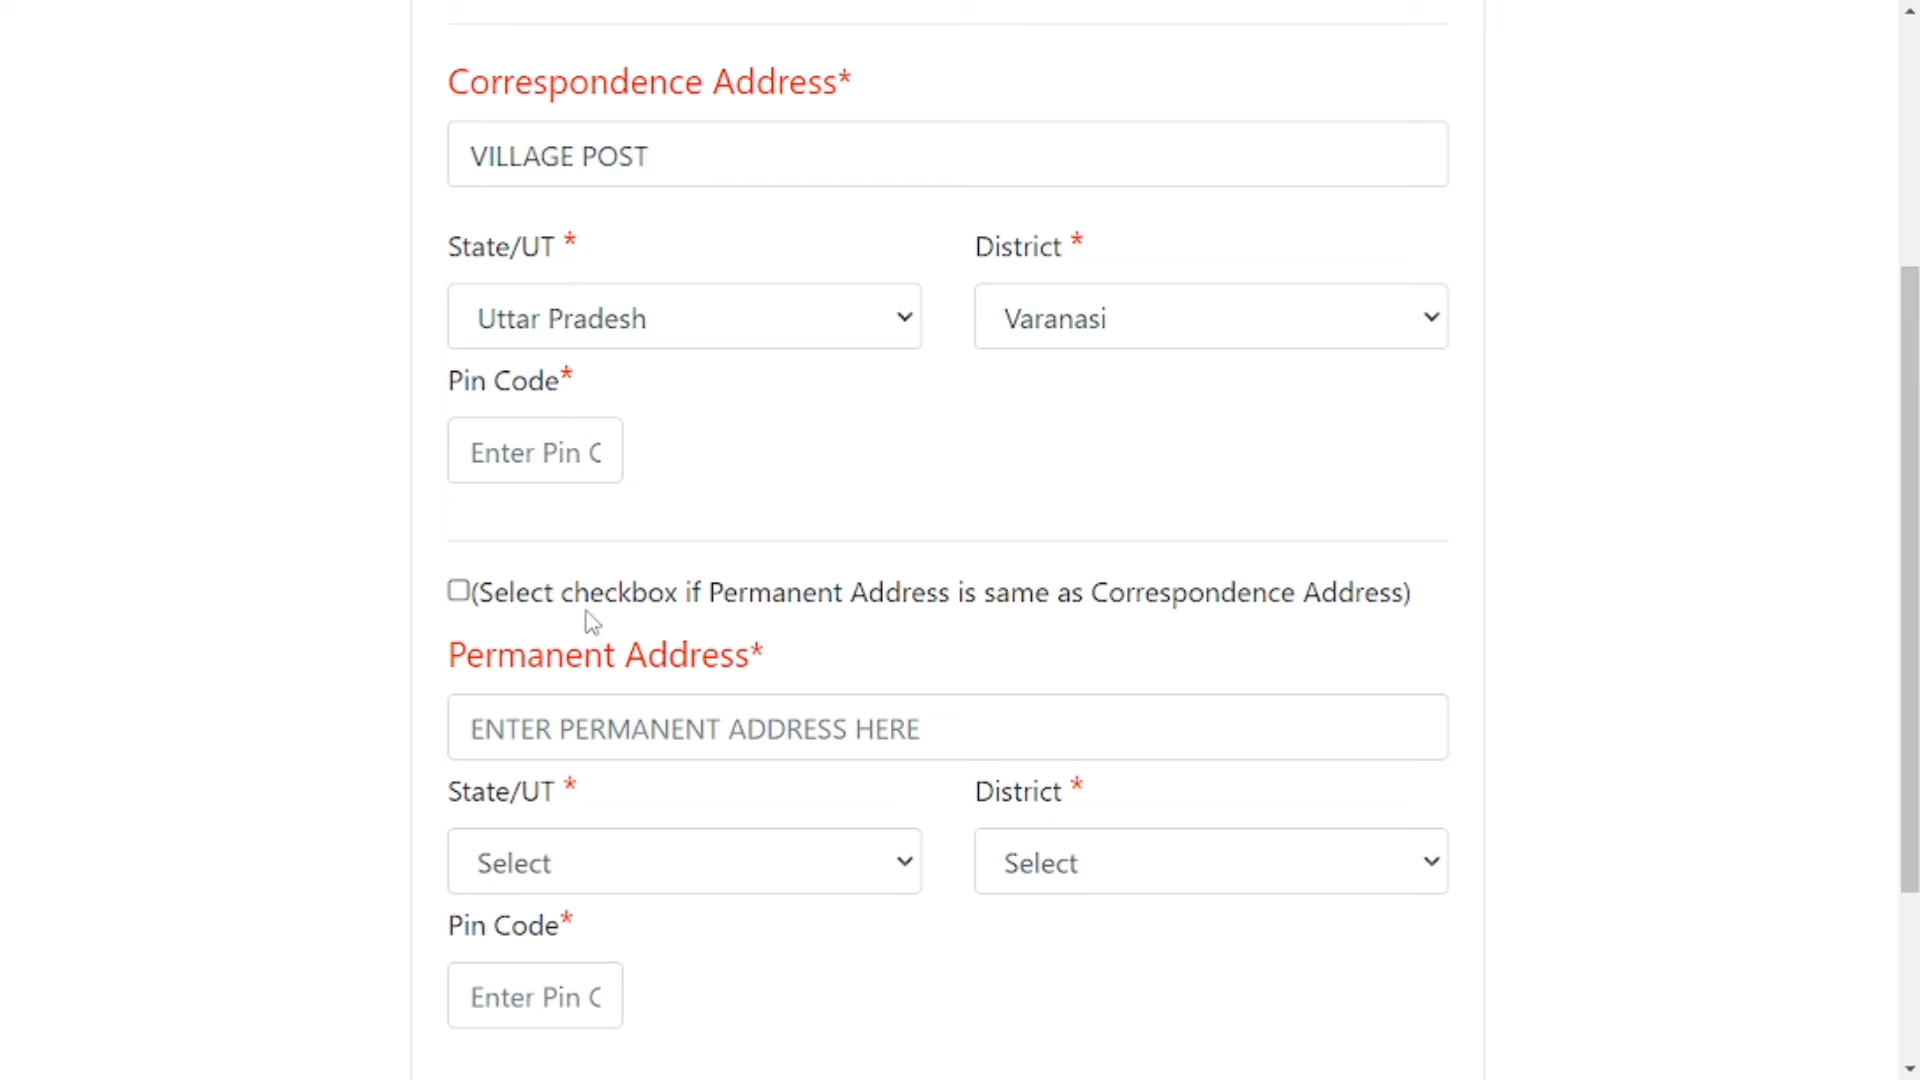 Correspondence Address*
VILLAGE POST
State/UT * District *
Uttar Pradesh Varanasi
Pin Code*
Enter Pin C
(Select checkbox if Permanent Address is same as Correspondence Address)
Permanent Address*
ENTER PERMANENT ADDRESS HERE
State/UT * District *
Select Select
Pin Code*
Enter Pin C